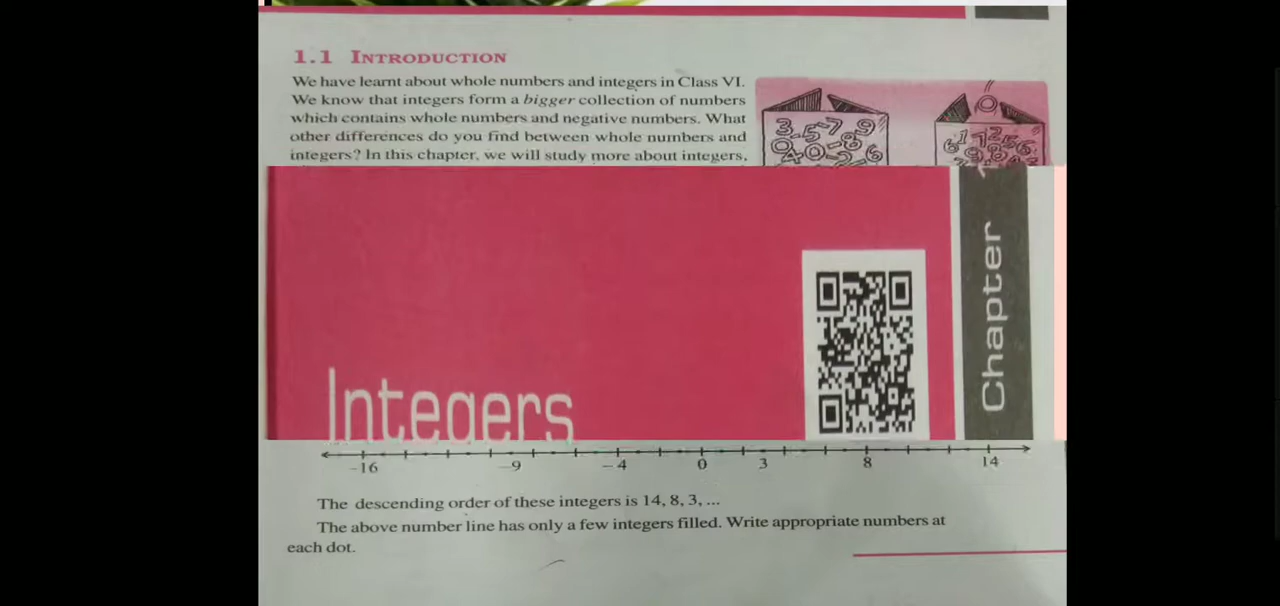 1.1 INTRODUCTION
We have learnt about whole numbers and integers in Class VI.
We know that integers form a bigger collection of numbers
which contains whole numbers and negative numbers. What
other differences do you find between whole numbers and
integers? In this chapter, we will study more about integers,
Integers
Chapter
–16 –9 – 4 0 3 8 14
The descending order of these integers is 14, 8, 3, ...
The above number line has only a few integers filled. Write appropriate numbers at
each dot.